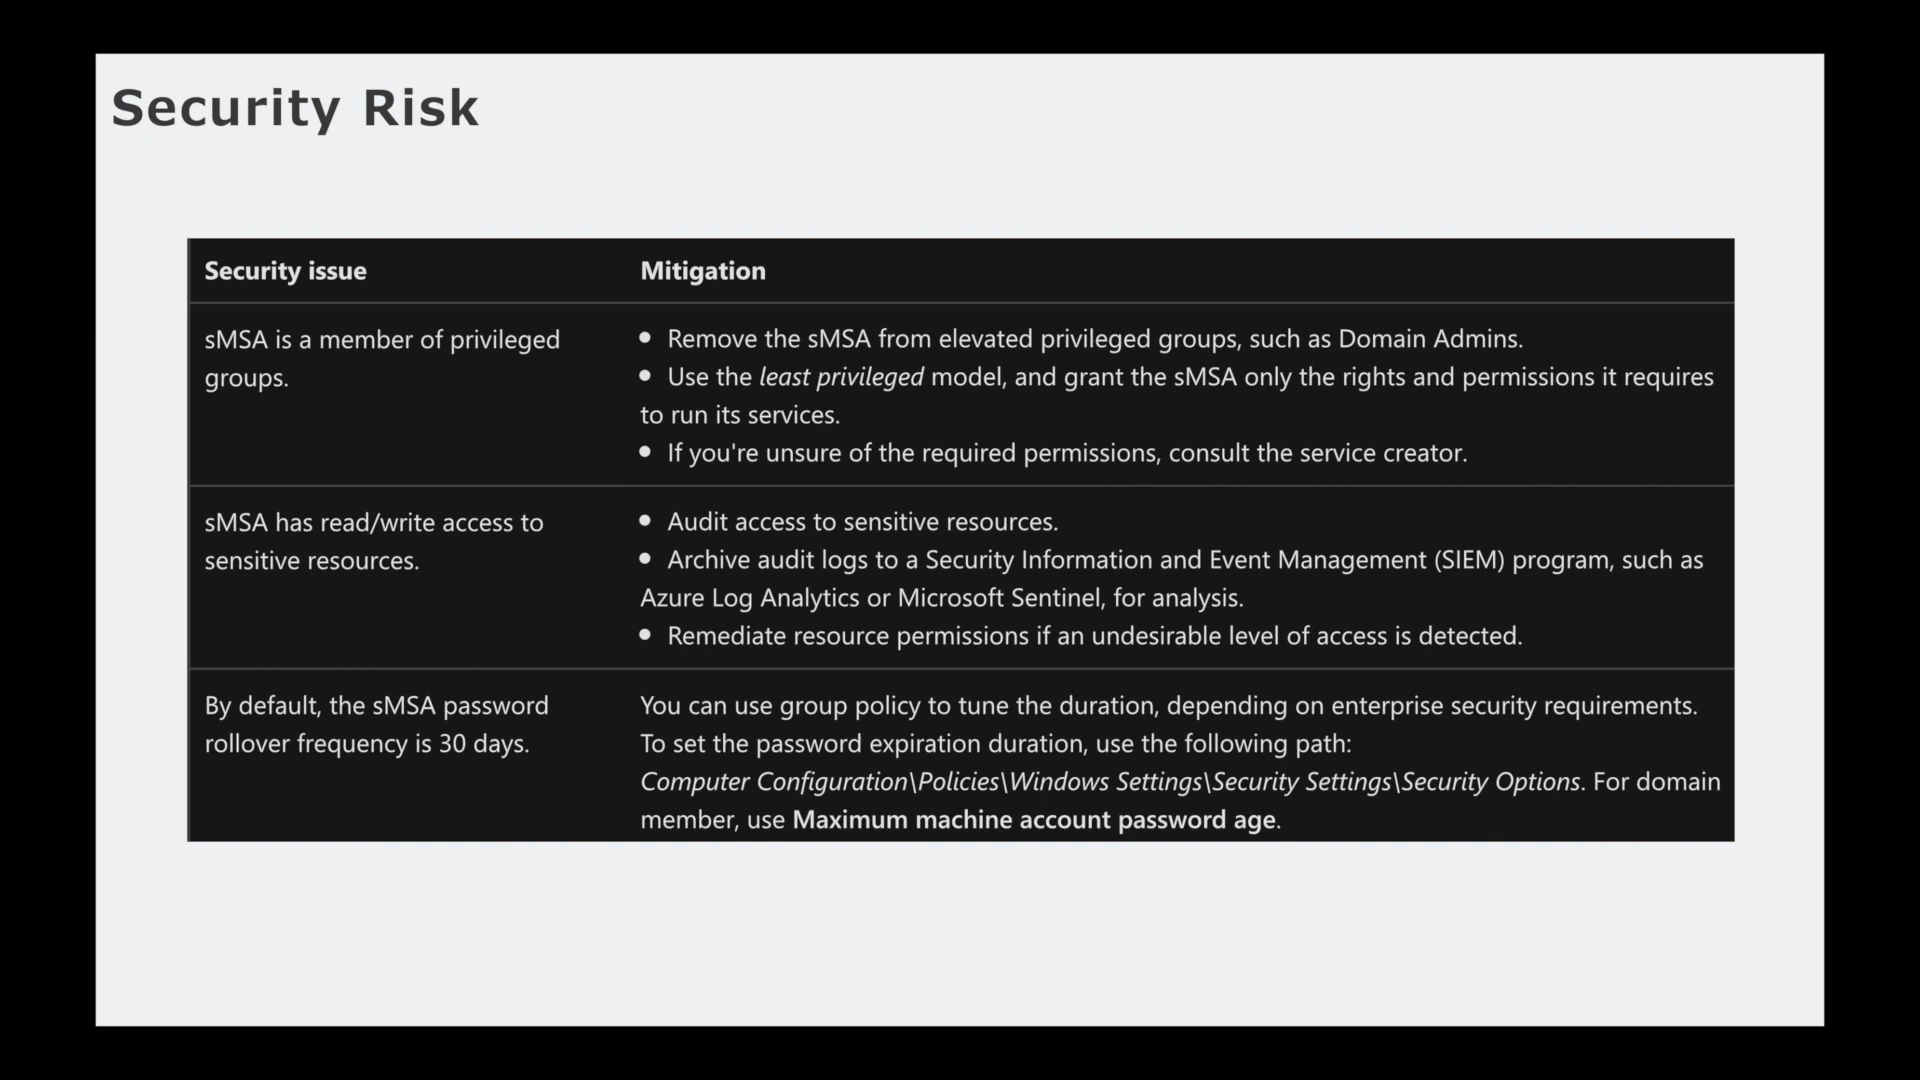 Security Risk
Security issue
Mitigation
sMSA is a member of privileged
groups.
● Remove the sMSA from elevated privileged groups, such as Domain Admins.
● Use the least privileged model, and grant the sMSA only the rights and permissions it requires
to run its services.
● If you're unsure of the required permissions, consult the service creator.
sMSA has read/write access to
sensitive resources.
● Audit access to sensitive resources.
● Archive audit logs to a Security Information and Event Management (SIEM) program, such as
Azure Log Analytics or Microsoft Sentinel, for analysis.
● Remediate resource permissions if an undesirable level of access is detected.
By default, the sMSA password
rollover frequency is 30 days.
You can use group policy to tune the duration, depending on enterprise security requirements.
To set the password expiration duration, use the following path:
Computer Configuration\Policies\Windows Settings\Security Settings\Security Options. For domain
member, use Maximum machine account password age.